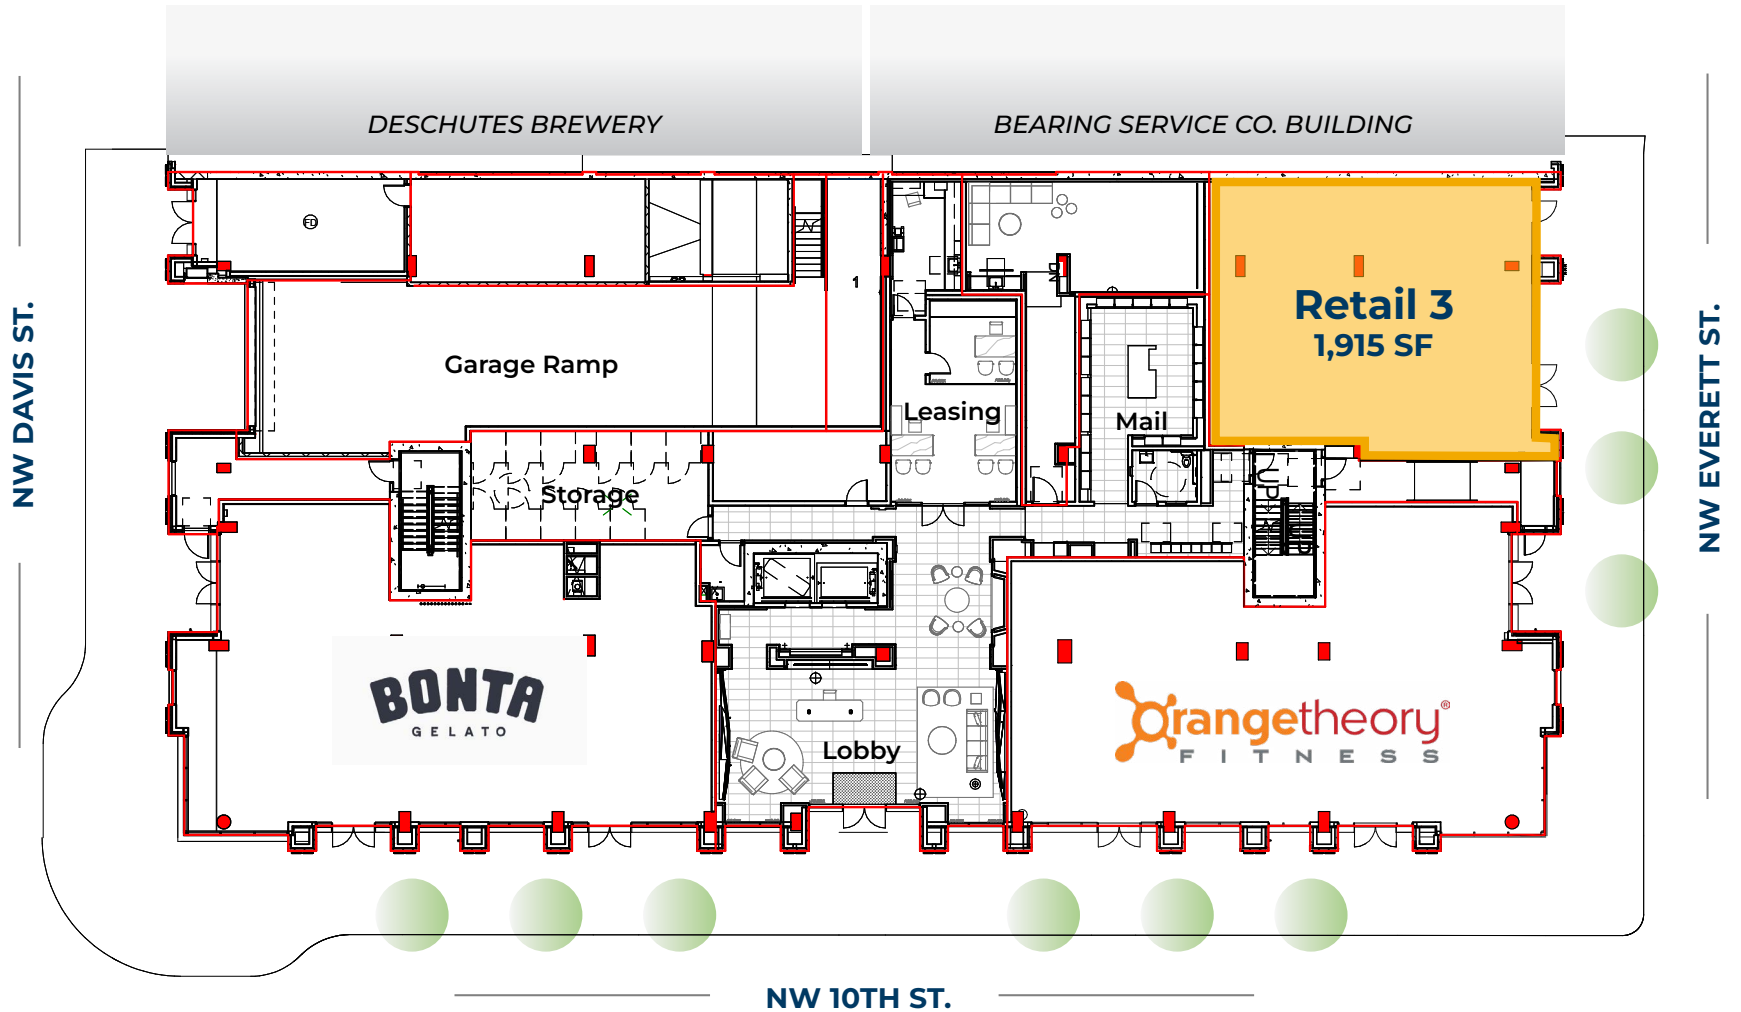 DESCHUTES BREWERY
BEARING SERVICE CO. BUILDING
NW DAVIS ST.
NW EVERETT ST.
FD
1
Retail 3
1,915 SF
Garage Ramp
Leasing
Mail
Storage
UP
BONTA
GELATO
Lobby
orangetheory®
FITNESS
NW 10TH ST.